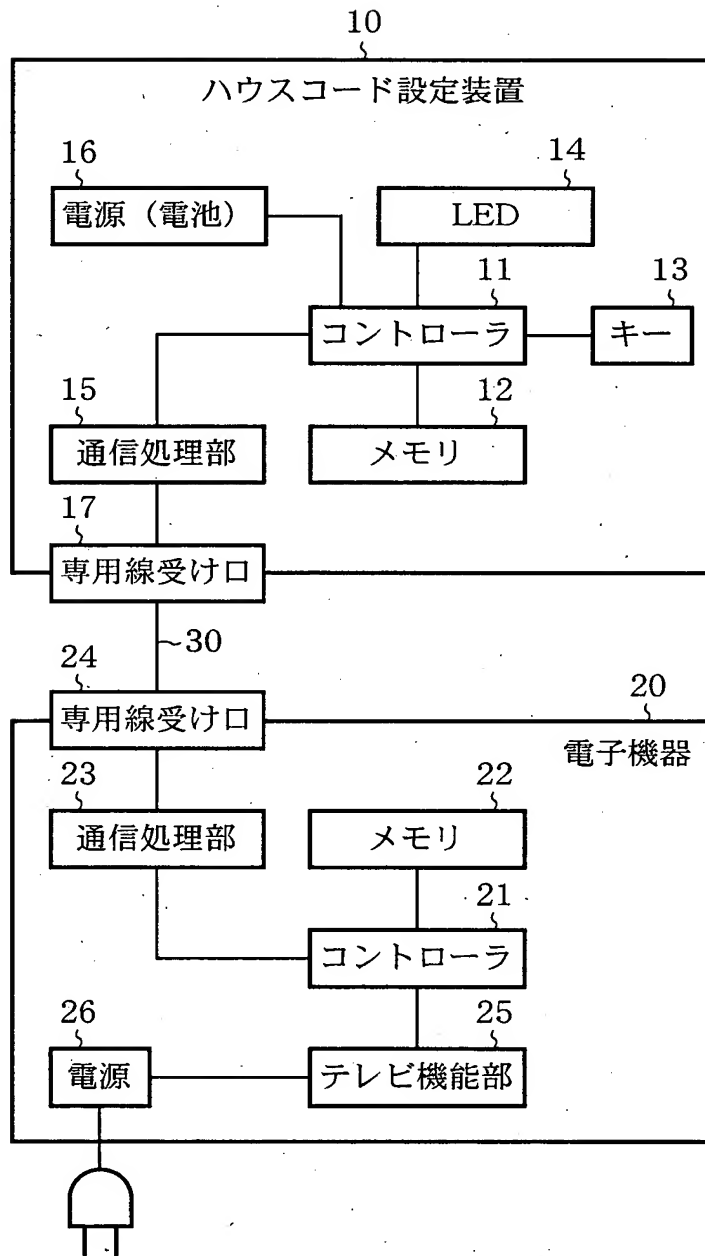 10
ハウスコード設定装置
16
電源（電池）
14
LED
11
コントローラ
13
キー
15
通信処理部
12
メモリ
17
専用線受け口
30
24
専用線受け口
20
電子機器
23
通信処理部
22
メモリ
21
コントローラ
26
電源
25
テレビ機能部